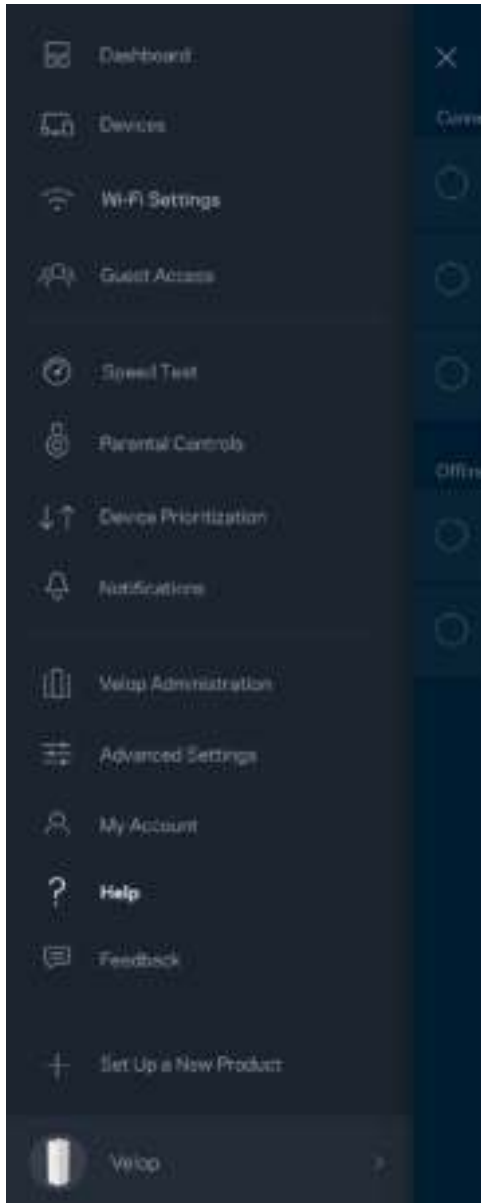 Dashboard
Devices
Wi-Fi Settings
Guest Access
Speed Test
Parental Controls
Device Prioritization
Notifications
Velop Administration
Advanced Settings
My Account
Help
Feedback
Set Up a New Product
Velop